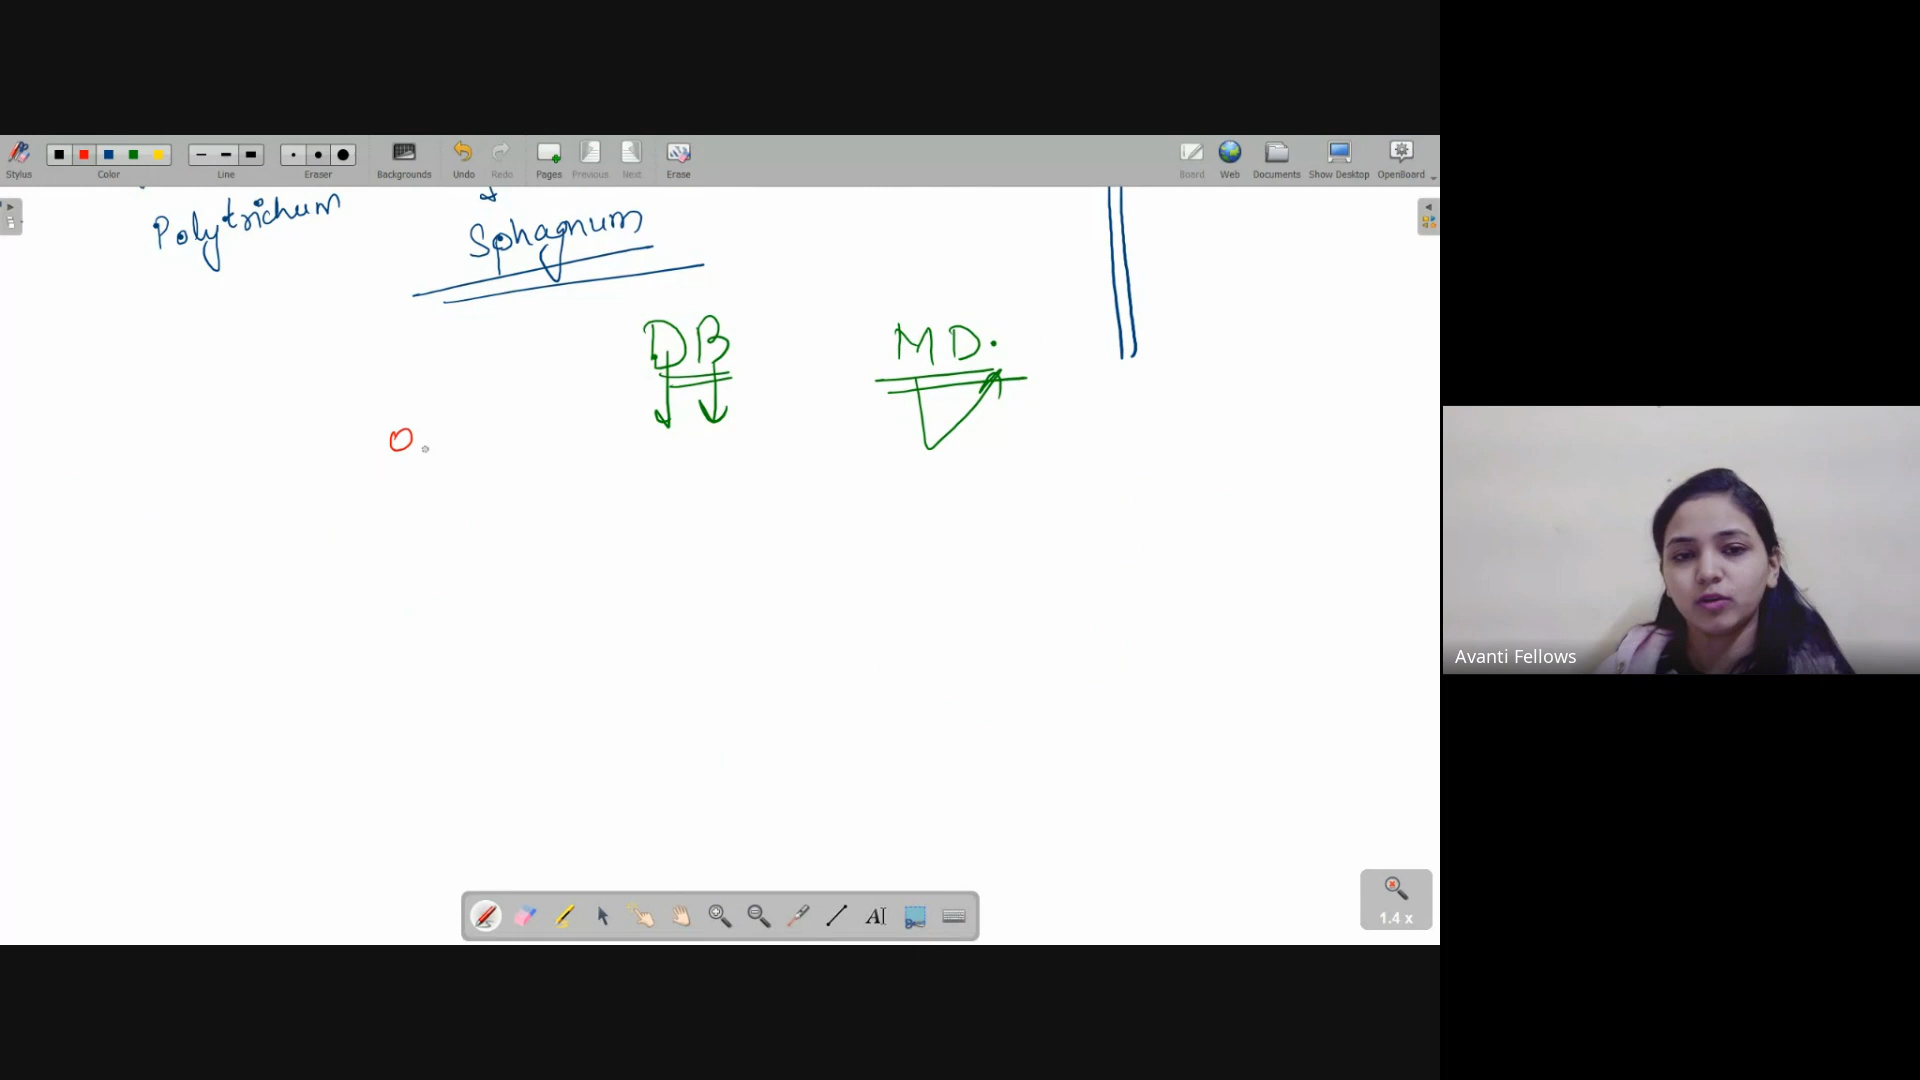 Stylus
Color
Line
Eraser
Backgrounds
Undo
Redo
Pages
Previous
Next
Erase
Board
Web
Documents
Show Desktop
OpenBoard
Polytrichum
Sphagnum
DB
MD.
O
Avanti Fellows
AI
1.4 x